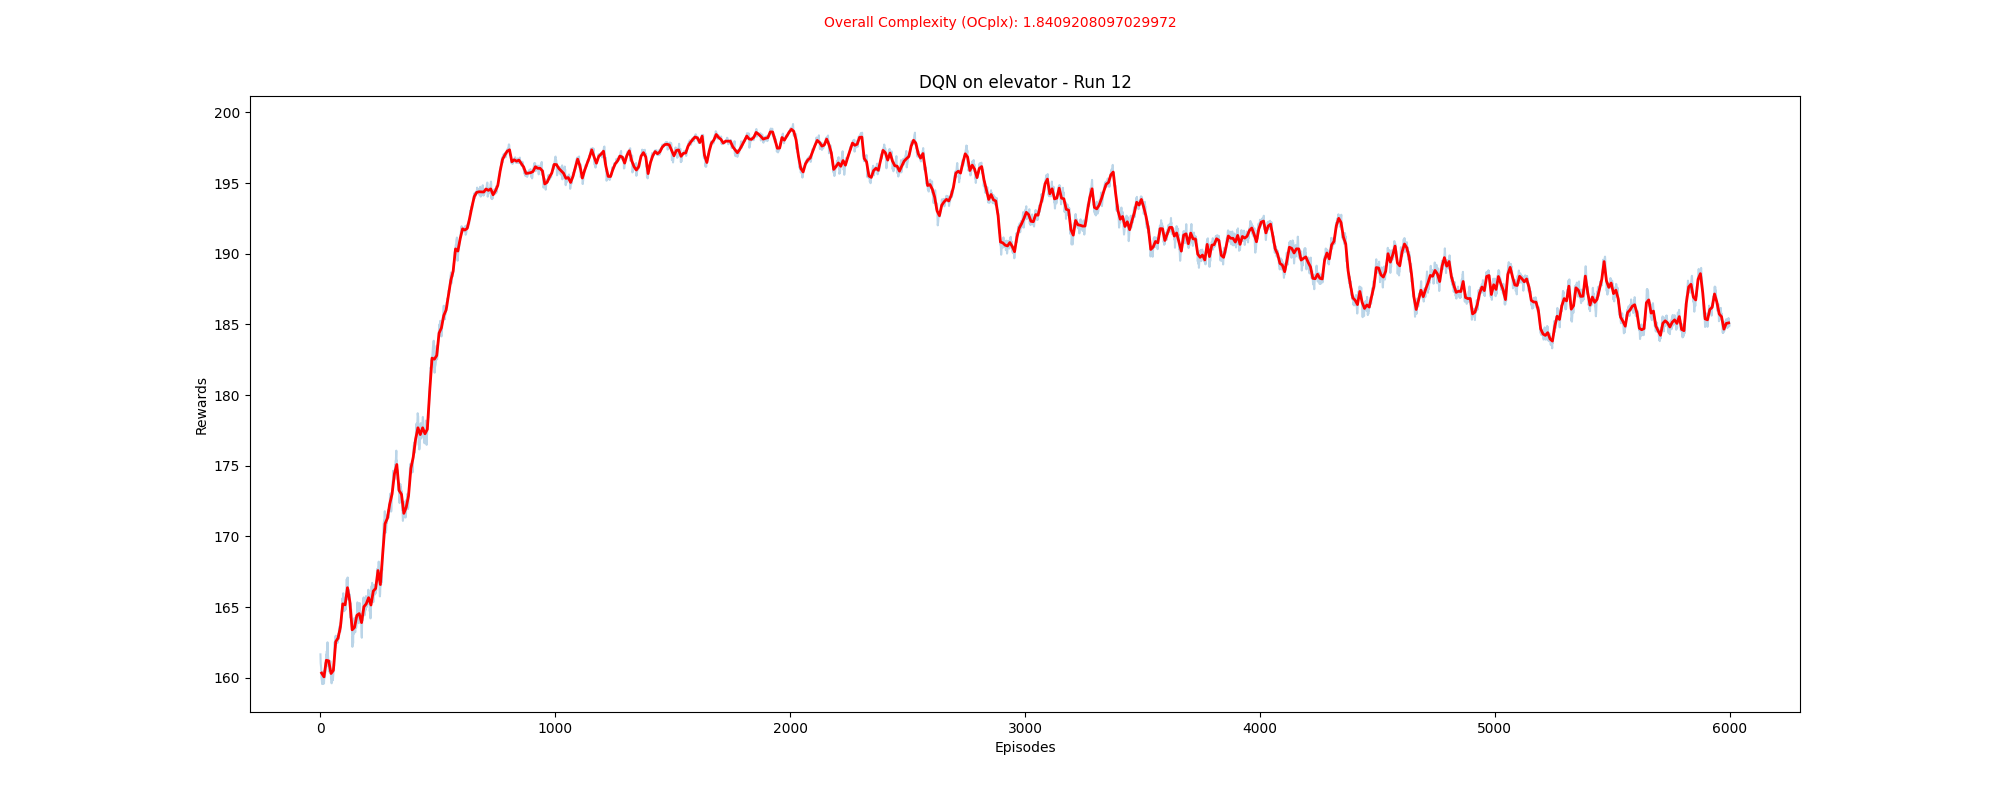 Overall Complexity (OCplx): 1.8409208097029972
DQN on elevator - Run 12
200
195
190
185
180
175
170
165
160
Rewards
0 1000 2000 3000 4000 5000 6000
Episodes